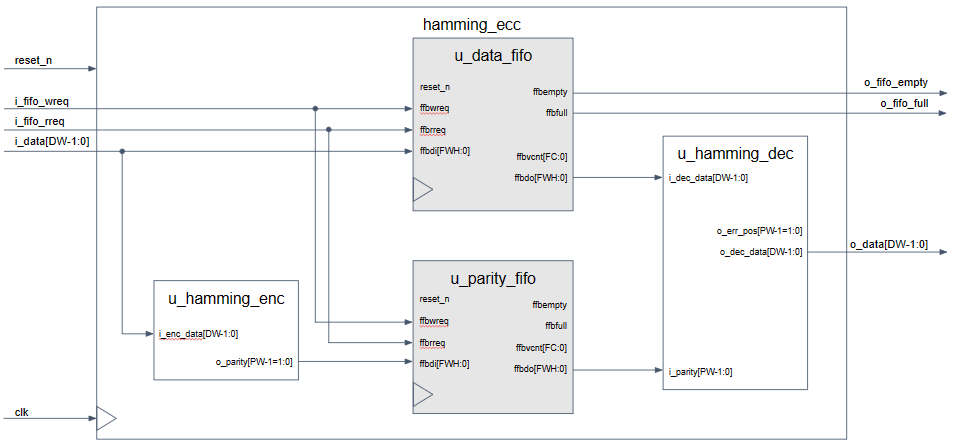 hamming_ecc
reset_n
i_fifo_wreq
i_fifo_rreq
i_data[DW-1:0]
clk
u_data_fifo
reset_n
ffbwreq
ffbrreq
ffbdi[FWH:0]
ffbempty
ffbfull
ffbvcnt[FC:0]
ffbdo[FWH:0]
o_fifo_empty
o_fifo_full
u_hamming_dec
i_dec_data[DW-1:0]
o_err_pos[PW-1=1:0]
o_dec_data[DW-1:0]
i_parity[PW-1:0]
o_data[DW-1:0]
u_hamming_enc
i_enc_data[DW-1:0]
o_parity[PW-1=1:0]
u_parity_fifo
reset_n
ffbwreq
ffbrreq
ffbdi[FWH:0]
ffbempty
ffbfull
ffbvcnt[FC:0]
ffbdo[FWH:0]